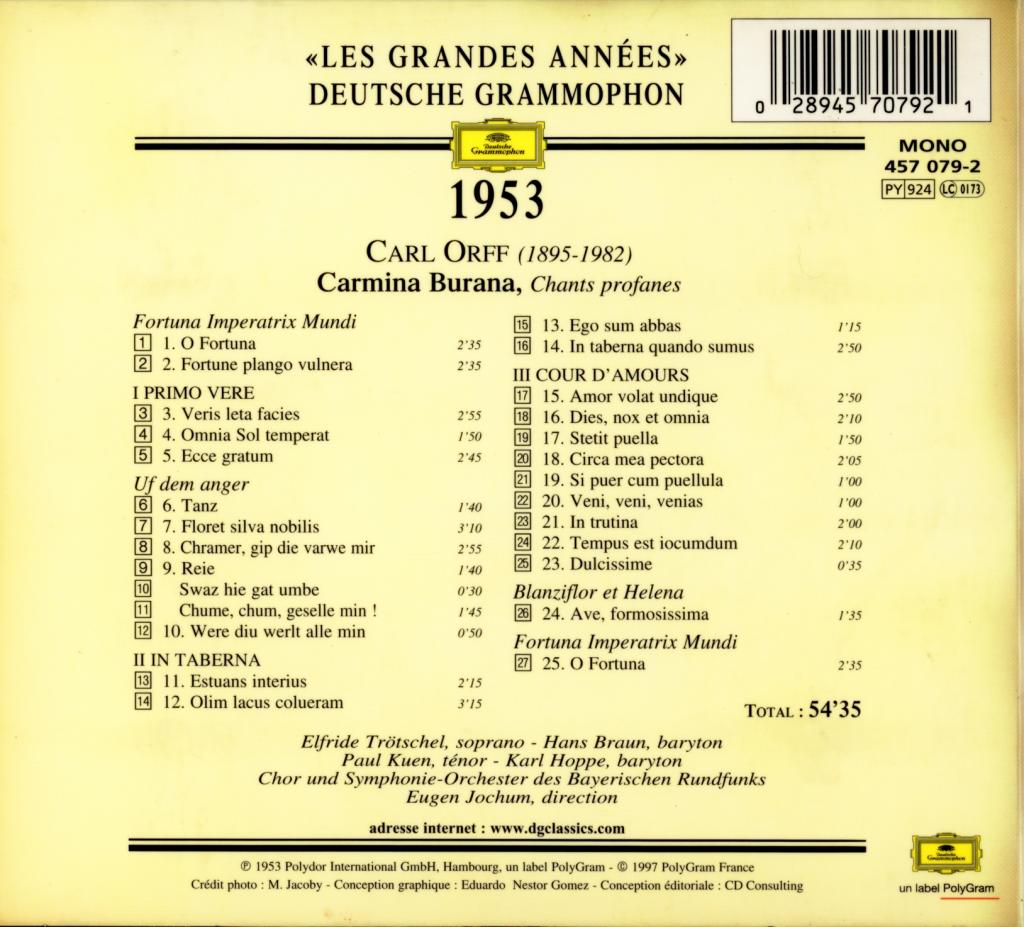 «LES GRANDES ANNÉES»
DEUTSCHE GRAMMOPHON
0 28945 70792 1
Deutsche
Grammophon
MONO
457 079-2
PY 924 LC 0173
1953
CARL ORFF (1895-1982)
Carmina Burana, Chants profanes
Fortuna Imperatrix Mundi
1 1. O Fortuna 2'35
2 2. Fortune plango vulnera 2'35
I PRIMO VERE
3 3. Veris leta facies 2'55
4 4. Omnia Sol temperat 1'50
5 5. Ecce gratum 2'45
Uf dem anger
6 6. Tanz 1'40
7 7. Floret silva nobilis 3'10
8 8. Chramer, gip die varwe mir 2'55
9 9. Reie 1'40
10 Swaz hie gat umbe 0'30
11 Chume, chum, geselle min ! 1'45
12 10. Were diu werlt alle min 0'50
II IN TABERNA
13 11. Estuans interius 2'15
14 12. Olim lacus colueram 3'15
15 13. Ego sum abbas 1'15
16 14. In taberna quando sumus 2'50
III COUR D'AMOURS
17 15. Amor volat undique 2'50
18 16. Dies, nox et omnia 2'10
19 17. Stetit puella 1'50
20 18. Circa mea pectora 2'05
21 19. Si puer cum puellula 1'00
22 20. Veni, veni, venias 1'00
23 21. In trutina 2'00
24 22. Tempus est iocumdum 2'10
25 23. Dulcissime 0'35
Blanziflor et Helena
26 24. Ave, formosissima 1'35
Fortuna Imperatrix Mundi
27 25. O Fortuna 2'35
TOTAL : 54'35
Elfride Trötschel, soprano - Hans Braun, baryton
Paul Kuen, ténor - Karl Hoppe, baryton
Chor und Symphonie-Orchester des Bayerischen Rundfunks
Eugen Jochum, direction
adresse internet : www.dgclassics.com
℗ 1953 Polydor International GmbH, Hambourg, un label PolyGram - © 1997 PolyGram France
Crédit photo : M. Jacoby - Conception graphique : Eduardo Nestor Gomez - Conception éditoriale : CD Consulting
Deutsche
Grammophon
un label PolyGram